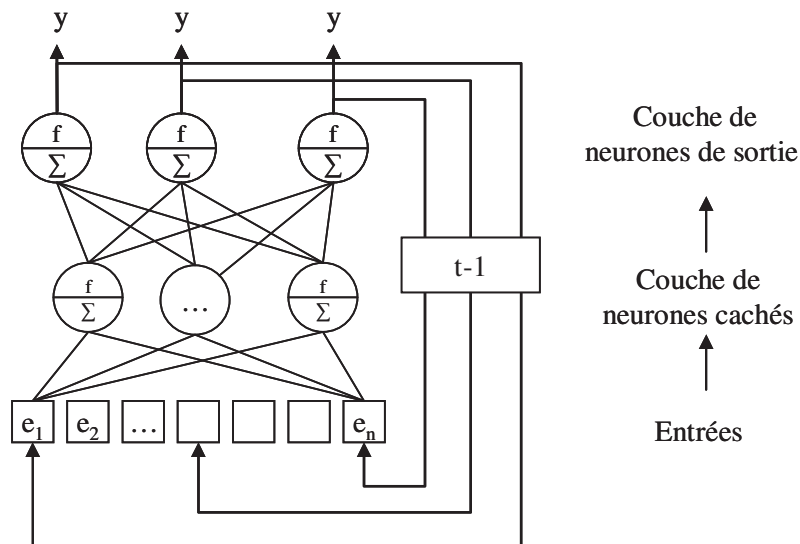 y y y
f f f
Σ Σ Σ
Couche de
neurones de sortie
t-1
f ... f
Σ Σ
Couche de
neurones cachés
e1 e2 ... en
Entrées